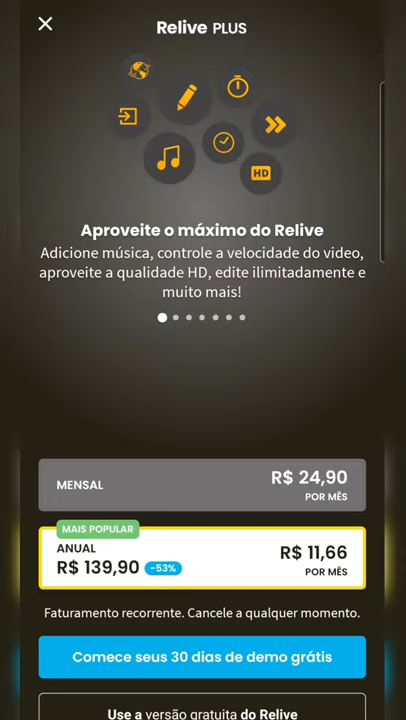 Relive PLUS
HD
Aproveite o máximo do Relive
Adicione música, controle a velocidade do video,
aproveite a qualidade HD, edite ilimitadamente e
muito mais!
MENSAL
R$ 24,90
POR MÊS
MAIS POPULAR
ANUAL
R$ 139,90 -53%
R$ 11,66
POR MÊS
Faturamento recorrente. Cancele a qualquer momento.
Comece seus 30 dias de demo grátis
Use a versão gratuita do Relive